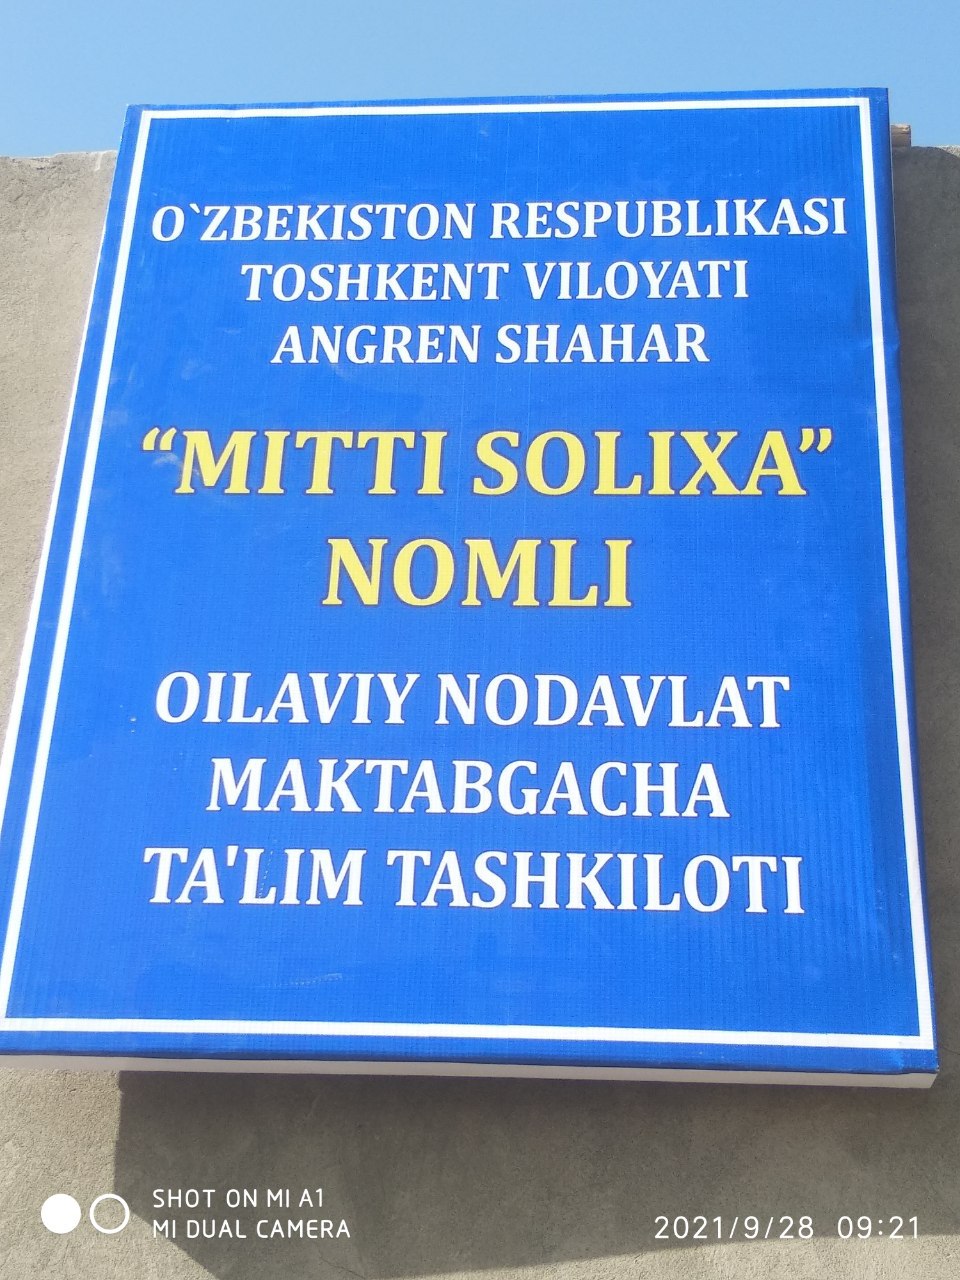 O`ZBEKISTON RESPUBLIKASI
TOSHKENT VILOYATI
ANGREN SHAHAR
“MITTI SOLIXA”
NOMLI
OILAVIY NODAVLAT
MAKTABGACHA
TA'LIM TASHKILOTI
SHOT ON MI A1
MI DUAL CAMERA
2021/9/28 09:21